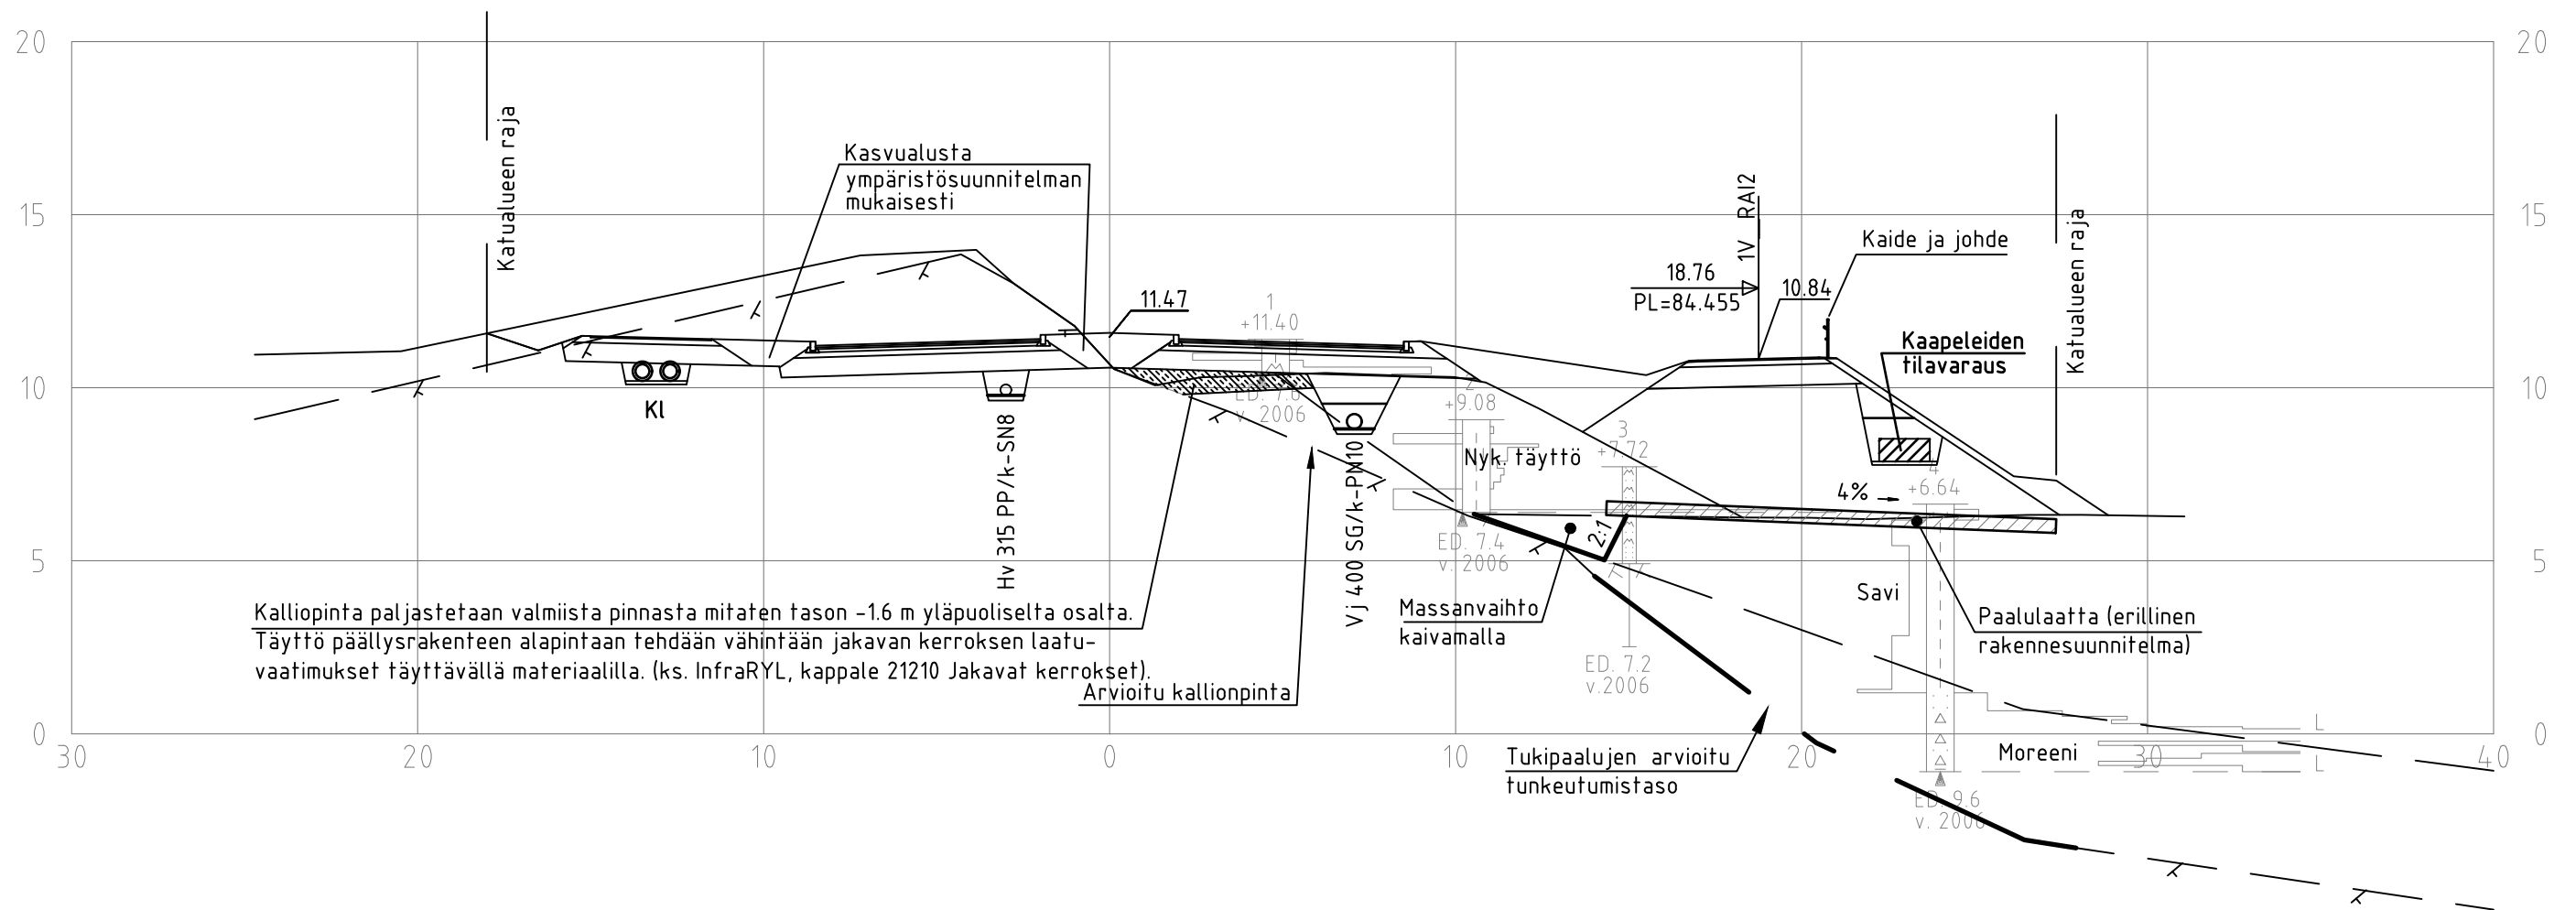 20
20
Katualueen raja
Kasvualusta
ympäristösuunnitelman
mukaisesti
1V RAI2
Katualueen raja
15
15
Kaide ja johde
18.76
PL=84.455
10.84
11.47
1
+11.40
Kaapeleiden
tilavaraus
10
10
Kl
ED. 7.6
v. 2006
2
+9.08
Hv 315 PP/k-SN8
Vj 400 SG/k-PN10
Nyk. täyttö
3
+7.72
4
+6.64
4%
2:1
ED. 7.4
v. 2006
5
5
Savi
Massanvaihto
kaivamalla
Paalulaatta (erillinen
rakennesuunnitelma)
Kalliopinta paljastetaan valmiista pinnasta mitaten tason -1.6 m yläpuoliselta osalta.
Täyttö päällysrakenteen alapintaan tehdään vähintään jakavan kerroksen laatu-
vaatimukset täyttävällä materiaalilla. (ks. InfraRYL, kappale 21210 Jakavat kerrokset).
ED. 7.2
v.2006
Arvioitu kallionpinta
L
0
0
30
20
10
0
10
20
30
40
Moreeni
L
Tukipaalujen arvioitu
tunkeutumistaso
ED. 9.6
v. 2006